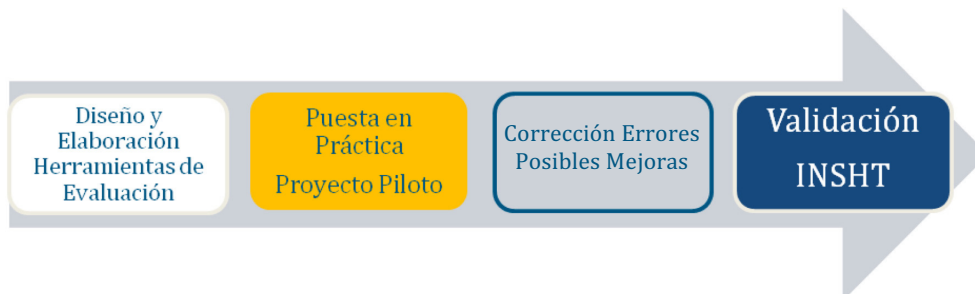 Diseño y
Elaboración
Herramientas de
Evaluación
Puesta en
Práctica
Proyecto Piloto
Corrección Errores
Posibles Mejoras
Validación
INSHT